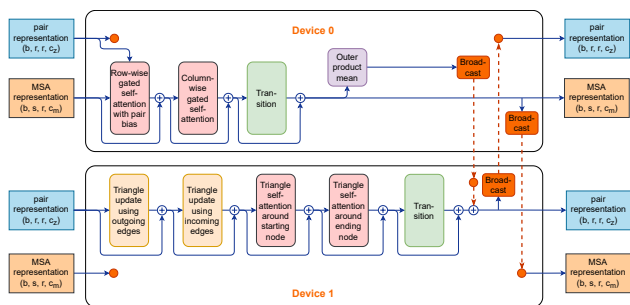 Device 0
pair
representation
(b, r, r, c_z)
MSA
representation
(b, s, r, c_m)
Row-wise
gated
self-
attention
with pair
bias
Column-
wise
gated
self-
attention
Tran-
sition
Outer
product
mean
Broad-
cast
Broad-
cast
pair
representation
(b, r, r, c_z)
MSA
representation
(b, s, r, c_m)
pair
representation
(b, r, r, c_z)
MSA
representation
(b, s, r, c_m)
Triangle
update
using
outgoing
edges
Triangle
update
using
incoming
edges
Triangle
self-
attention
around
starting
node
Triangle
self-
attention
around
ending
node
Tran-
sition
Broad-
cast
pair
representation
(b, r, r, c_z)
MSA
representation
(b, s, r, c_m)
Device 1